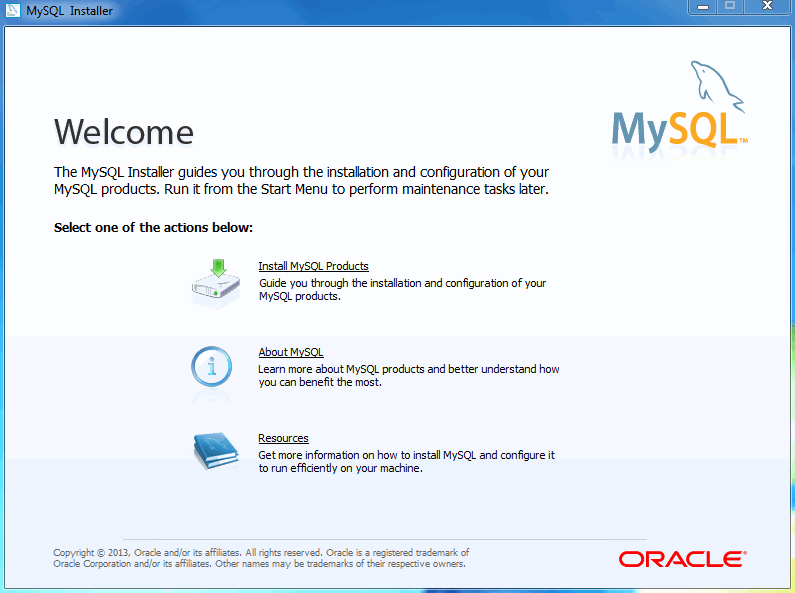 MySQL Installer
MySQL™
Welcome
The MySQL Installer guides you through the installation and configuration of your
MySQL products. Run it from the Start Menu to perform maintenance tasks later.
Select one of the actions below:
Install MySQL Products
Guide you through the installation and configuration of your
MySQL products.
About MySQL
Learn more about MySQL products and better understand how
you can benefit the most.
Resources
Get more information on how to install MySQL and configure it
to run efficiently on your machine.
Copyright © 2013, Oracle and/or its affiliates. All rights reserved. Oracle is a registered trademark of
Oracle Corporation and/or its affiliates. Other names may be trademarks of their respective owners.
ORACLE®